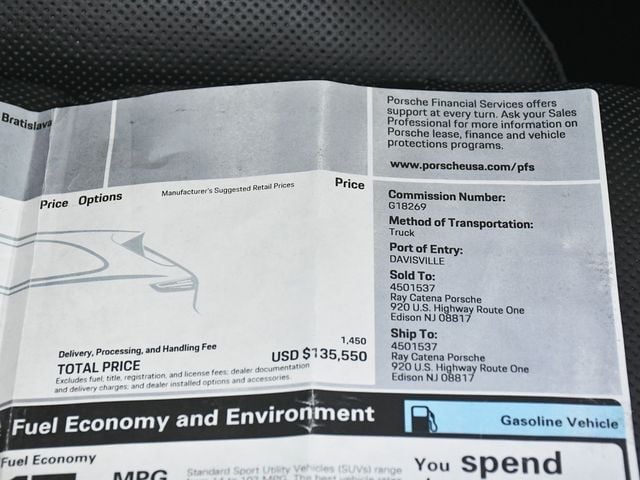 Bratislava
Porsche Financial Services offers
support at every turn. Ask your Sales
Professional for more information on
Porsche lease, finance and vehicle
protections programs.
www.porscheusa.com/pfs
Price Options
Manufacturer's Suggested Retail Prices
Price
Commission Number:
G18269
Method of Transportation:
Truck
Port of Entry:
DAVISVILLE
Sold To:
4501537
Ray Catena Porsche
920 U.S. Highway Route One
Edison NJ 08817
Ship To:
4501537
Ray Catena Porsche
920 U.S. Highway Route One
Edison NJ 08817
Delivery, Processing, and Handling Fee 1,450
TOTAL PRICE USD $135,550
Excludes fuel, title, registration, and license fees; dealer documentation
and delivery charges; and dealer installed options and accessories.
Fuel Economy and Environment
Gasoline Vehicle
Fuel Economy
MPG
Standard Sport Utility Vehicles (SUVs) range
You spend